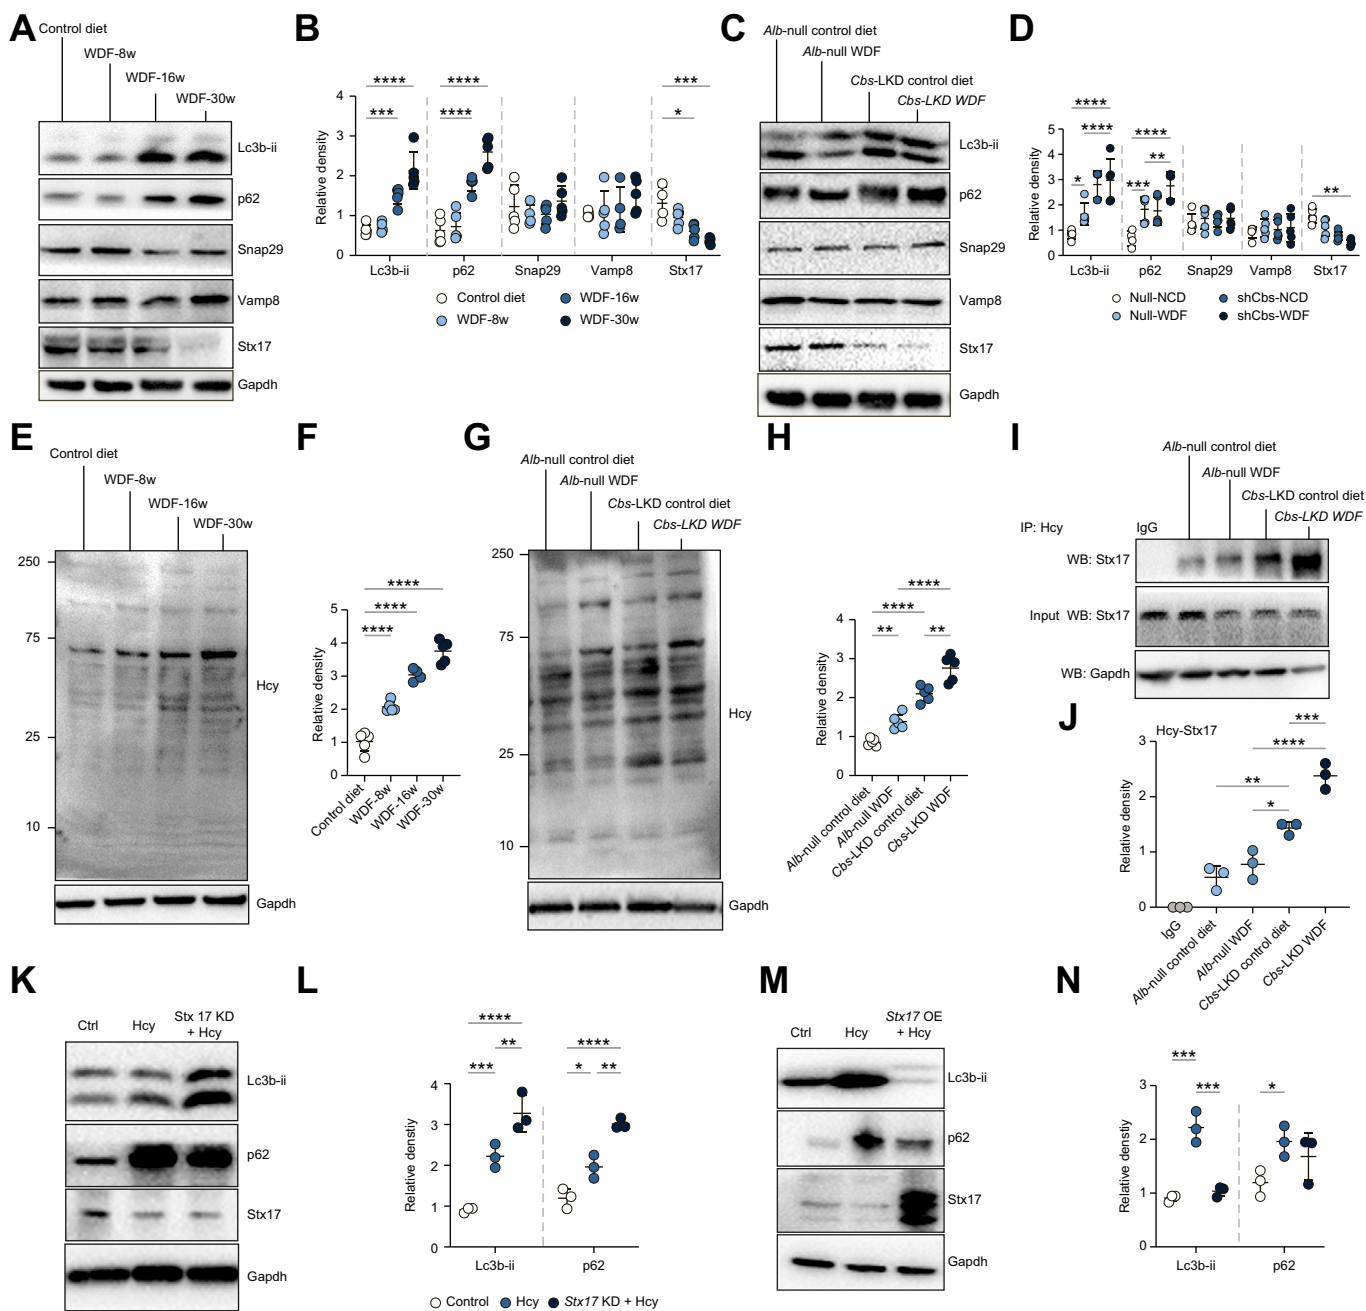 A
Control diet
WDF-8w
WDF-16w
WDF-30w
Lc3b-ii
p62
Snap29
Vamp8
Stx17
Gapdh
B
Relative density
4
3
2
1
0
**** ****
*** ****
*** *
Lc3b-ii p62 Snap29 Vamp8 Stx17
Control diet WDF-16w
WDF-8w WDF-30w
C
Alb-null control diet
Alb-null WDF
Cbs-LKD control diet
Cbs-LKD WDF
Lc3b-ii
p62
Snap29
Vamp8
Stx17
Gapdh
D
Relative density
5
4
3
2
1
0
****
**** ****
* *** **
**
Lc3b-ii p62 Snap29 Vamp8 Stx17
Null-NCD shCbs-NCD
Null-WDF shCbs-WDF
E
Control diet
WDF-8w
WDF-16w
WDF-30w
250
75
25
10
Hcy
Gapdh
F
Relative density
5
4
3
2
1
0
****
****
****
Control diet
WDF-8w
WDF-16w
WDF-30w
G
Alb-null control diet
Alb-null WDF
Cbs-LKD control diet
Cbs-LKD WDF
250
75
25
10
Hcy
Gapdh
H
Relative density
4
3
2
1
0
****
****
** **
Alb-null control diet
Alb-null WDF
Cbs-LKD control diet
Cbs-LKD WDF
I
Alb-null control diet
Alb-null WDF
Cbs-LKD control diet
Cbs-LKD WDF
IP: Hcy IgG
WB: Stx17
Input WB: Stx17
WB: Gapdh
J
Hcy-Stx17
Relative density
3
2
1
0
***
****
**
*
IgG
Alb-null control diet
Alb-null WDF
Cbs-LKD control diet
Cbs-LKD WDF
K
Ctrl Hcy Stx 17 KD
+ Hcy
Lc3b-ii
p62
Stx17
Gapdh
L
Relative denstiy
4
3
2
1
0
****
** ****
*** * **
Lc3b-ii p62
Control Hcy Stx17 KD + Hcy
M
Ctrl Hcy Stx17 OE
+ Hcy
Lc3b-ii
p62
Stx17
Gapdh
N
Relative density
3
2
1
0
***
*** *
Lc3b-ii p62